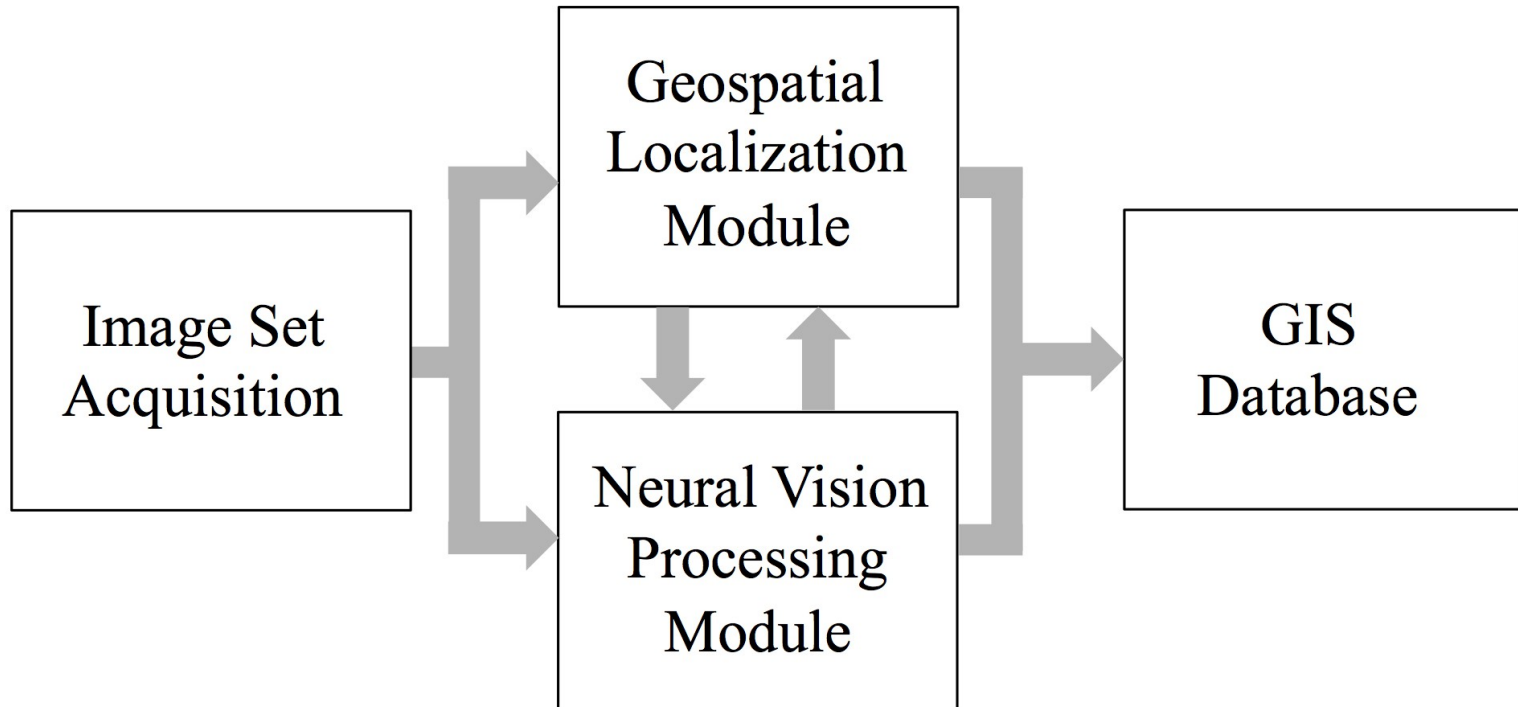 Geospatial
Localization
Module
Image Set
Acquisition
GIS
Database
Neural Vision
Processing
Module